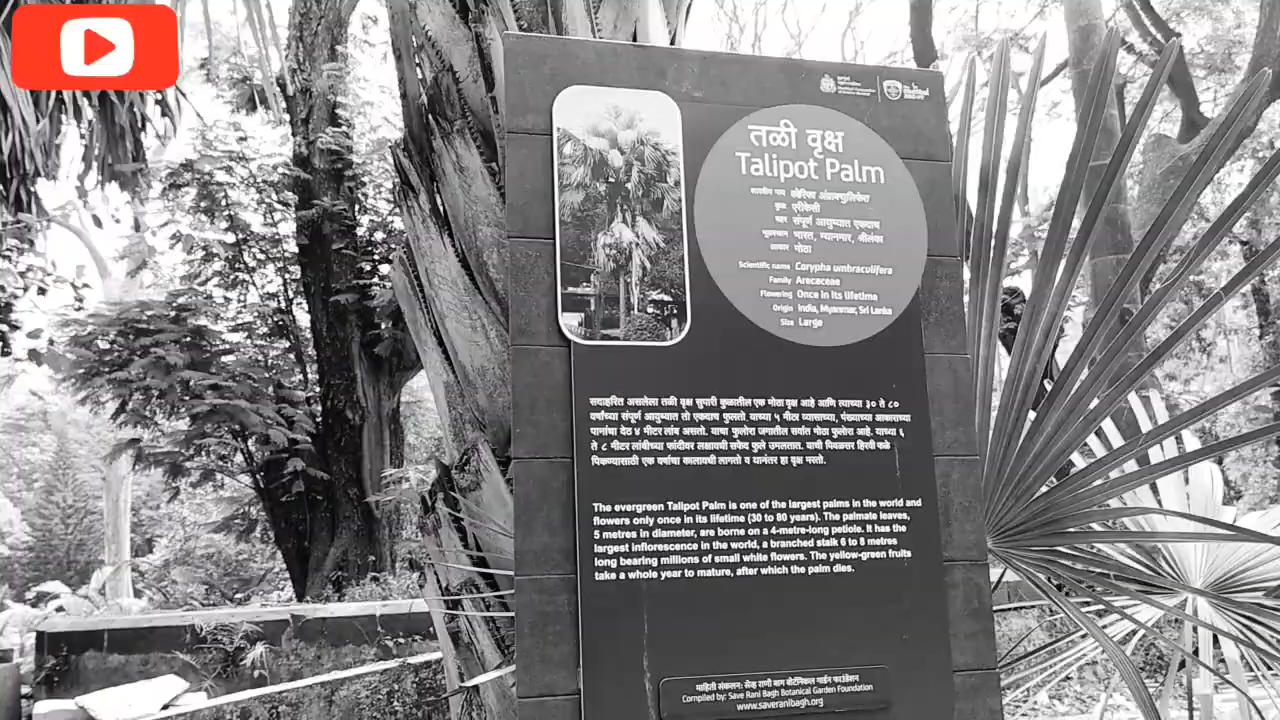 तळी वृक्ष
Talipot Palm
शास्त्रीय नाव कोरिफा अंब्राक्युलिफेरा
कुळ एरीकेसी
बहर संपूर्ण आयुष्यात एकदाच
मूळस्थान भारत, म्यानमार, श्रीलंका
आकार मोठा
Scientific name Corypha umbraculifera
Family Arecaceae
Flowering Once in its lifetime
Origin India, Myanmar, Sri Lanka
Size Large
सदाहरित असलेला तळी वृक्ष सुपारी कुळातील एक मोठा वृक्ष आहे आणि त्याच्या ३० ते ८०
वर्षांच्या संपूर्ण आयुष्यात तो एकदाच फुलतो. याच्या ५ मीटर व्यासाच्या, पंख्याच्या आकाराच्या
पानांचा देठ ४ मीटर लांब असतो. याचा फुलोरा जगातील सर्वात मोठा फुलोरा आहे. याच्या ६
ते ८ मीटर लांबीच्या फांदीवर लक्षावधी सफेद फुले उमलतात. याची पिवळसर हिरवी फळे
पिकण्यासाठी एक वर्षाचा कालावधी लागतो व यानंतर हा वृक्ष मरतो.
The evergreen Talipot Palm is one of the largest palms in the world and
flowers only once in its lifetime (30 to 80 years). The palmate leaves,
5 metres in diameter, are borne on a 4-metre-long petiole. It has the
largest inflorescence in the world, a branched stalk 6 to 8 metres
long bearing millions of small white flowers. The yellow-green fruits
take a whole year to mature, after which the palm dies.
माहिती संकलन: सेव्ह राणी बाग बोटॅनिकल गार्डन फाउंडेशन
Compiled by: Save Rani Bagh Botanical Garden Foundation
www.saveranibagh.org